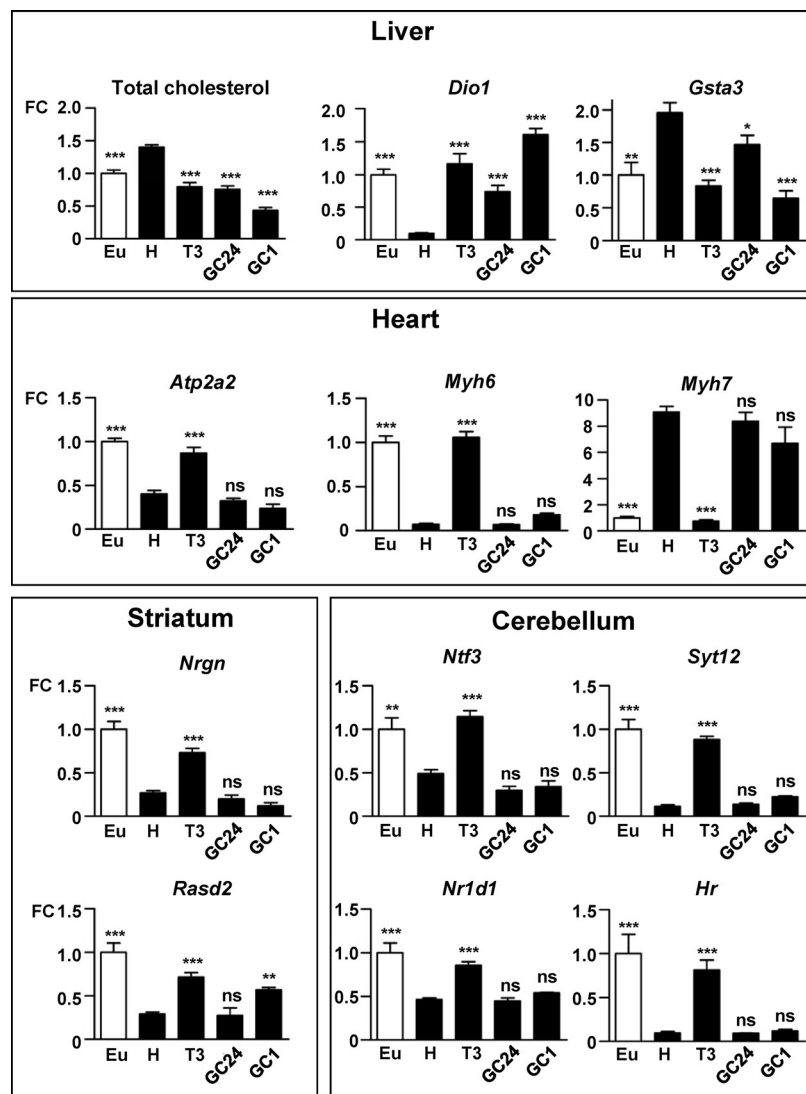 Liver
Total cholesterol
FC
2.0
1.5
1.0
0.5
0
***
***
***
***
Eu H T3 GC24 GC1
Dio1
2.0
1.5
1.0
0.5
0
***
***
***
***
Eu H T3 GC24 GC1
Gsta3
2.0
1.5
1.0
0.5
0
**
***
*
***
Eu H T3 GC24 GC1
Heart
Atp2a2
FC
1.5
1.0
0.5
0
***
***
ns
ns
Eu H T3 GC24 GC1
Myh6
1.5
1.0
0.5
0
***
***
ns
ns
Eu H T3 GC24 GC1
Myh7
10
8
6
4
2
0
***
***
ns
ns
Eu H T3 GC24 GC1
Striatum
Nrgn
FC
1.5
1.0
0.5
0
***
***
ns
ns
Eu H T3 GC24 GC1
Rasd2
FC
1.5
1.0
0.5
0
***
***
ns
**
Eu H T3 GC24 GC1
Cerebellum
Ntf3
1.5
1.0
0.5
0
**
***
ns
ns
Eu H T3 GC24 GC1
Syt12
1.5
1.0
0.5
0
***
***
ns
ns
Eu H T3 GC24 GC1
Nr1d1
1.5
1.0
0.5
0
***
***
ns
ns
Eu H T3 GC24 GC1
Hr
1.5
1.0
0.5
0
***
***
ns
ns
Eu H T3 GC24 GC1